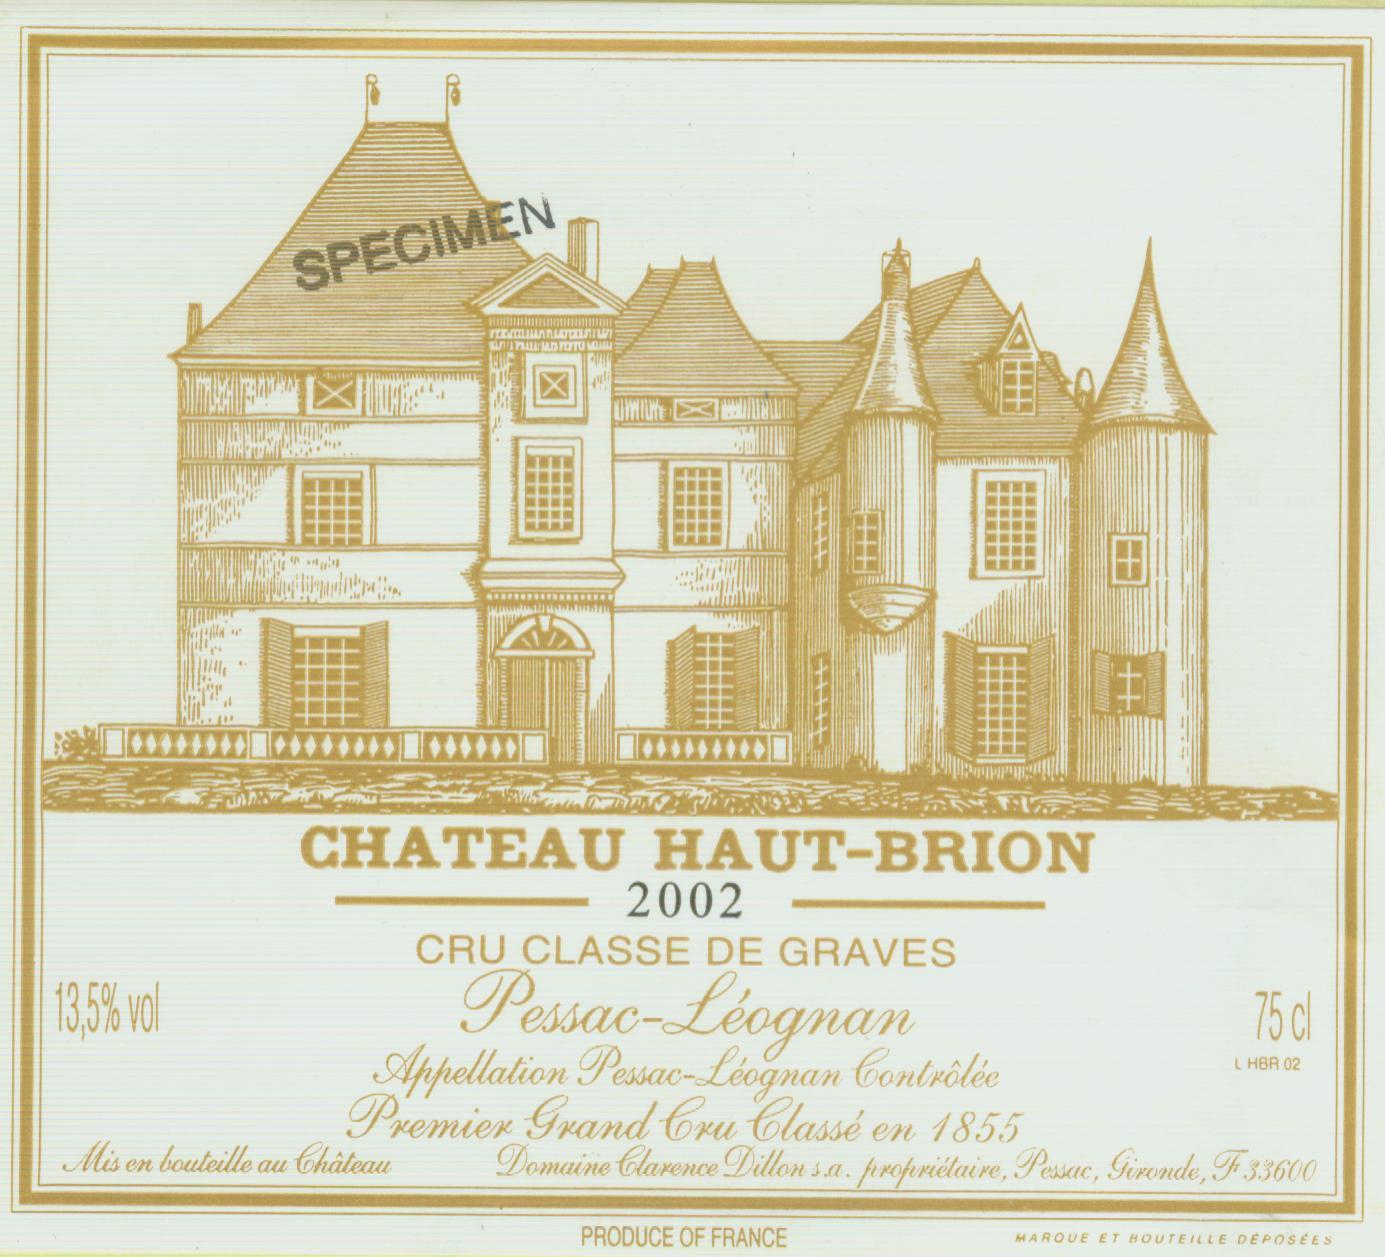 SPECIMEN
CHATEAU HAUT-BRION
2002
CRU CLASSE DE GRAVES
13,5% vol
Pessac-Léognan
75 cl
L HBR 02
Appellation Pessac-Léognan Contrôlée
Premier Grand Cru Classé en 1855
Mis en bouteille au Château
Domaine Clarence Dillon s.a. propriétaire, Pessac, Gironde, F 33600
PRODUCE OF FRANCE
MARQUE ET BOUTEILLE DÉPOSÉES